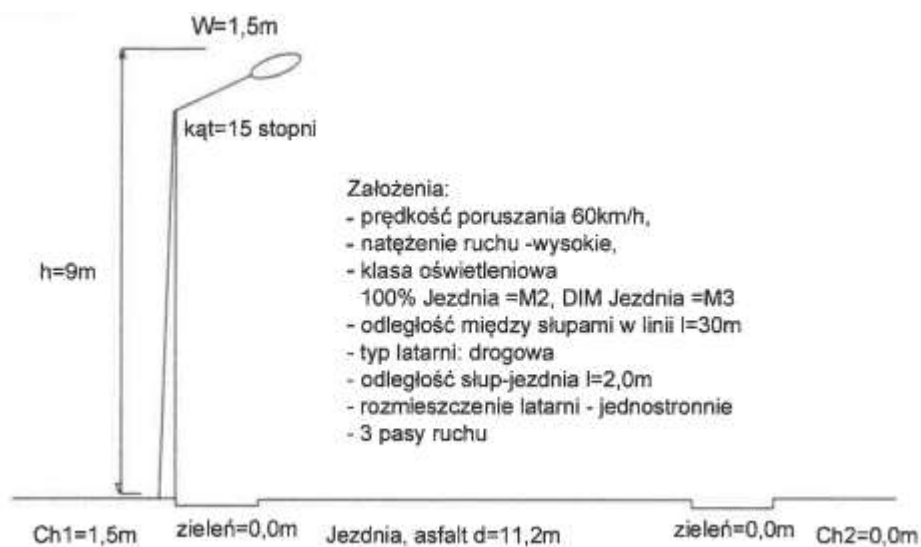 W=1,5m
kąt=15 stopni
h=9m
Założenia:
- prędkość poruszania 60km/h,
- natężenie ruchu -wysokie,
- klasa oświetleniowa
100% Jezdnia =M2, DIM Jezdnia =M3
- odległość między słupami w linii l=30m
- typ latarni: drogowa
- odległość słup-jezdnia l=2,0m
- rozmieszczenie latarni - jednostronnie
- 3 pasy ruchu
Ch1=1,5m zieleń=0,0m Jezdnia, asfalt d=11,2m zieleń=0,0m Ch2=0,0m